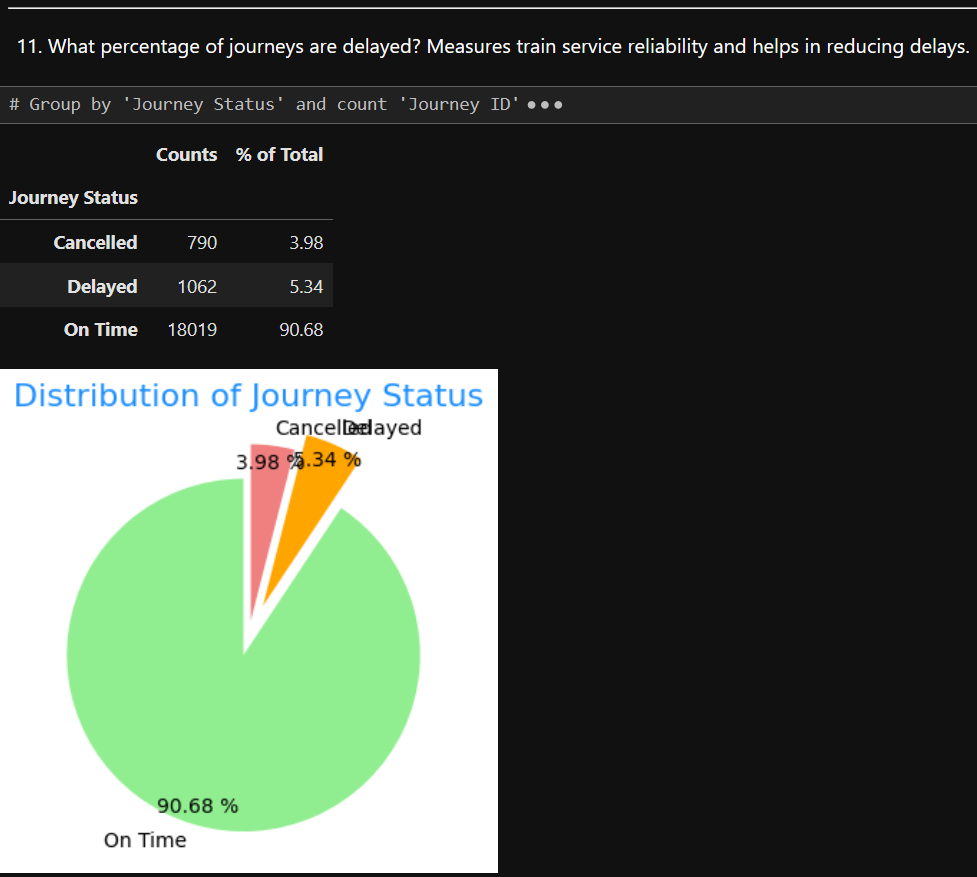 11. What percentage of journeys are delayed? Measures train service reliability and helps in reducing delays.
# Group by 'Journey Status' and count 'Journey ID' •••
Counts % of Total
Journey Status
Cancelled 790 3.98
Delayed 1062 5.34
On Time 18019 90.68
Distribution of Journey Status
Cancelled Delayed
3.98 % 5.34 %
90.68 %
On Time